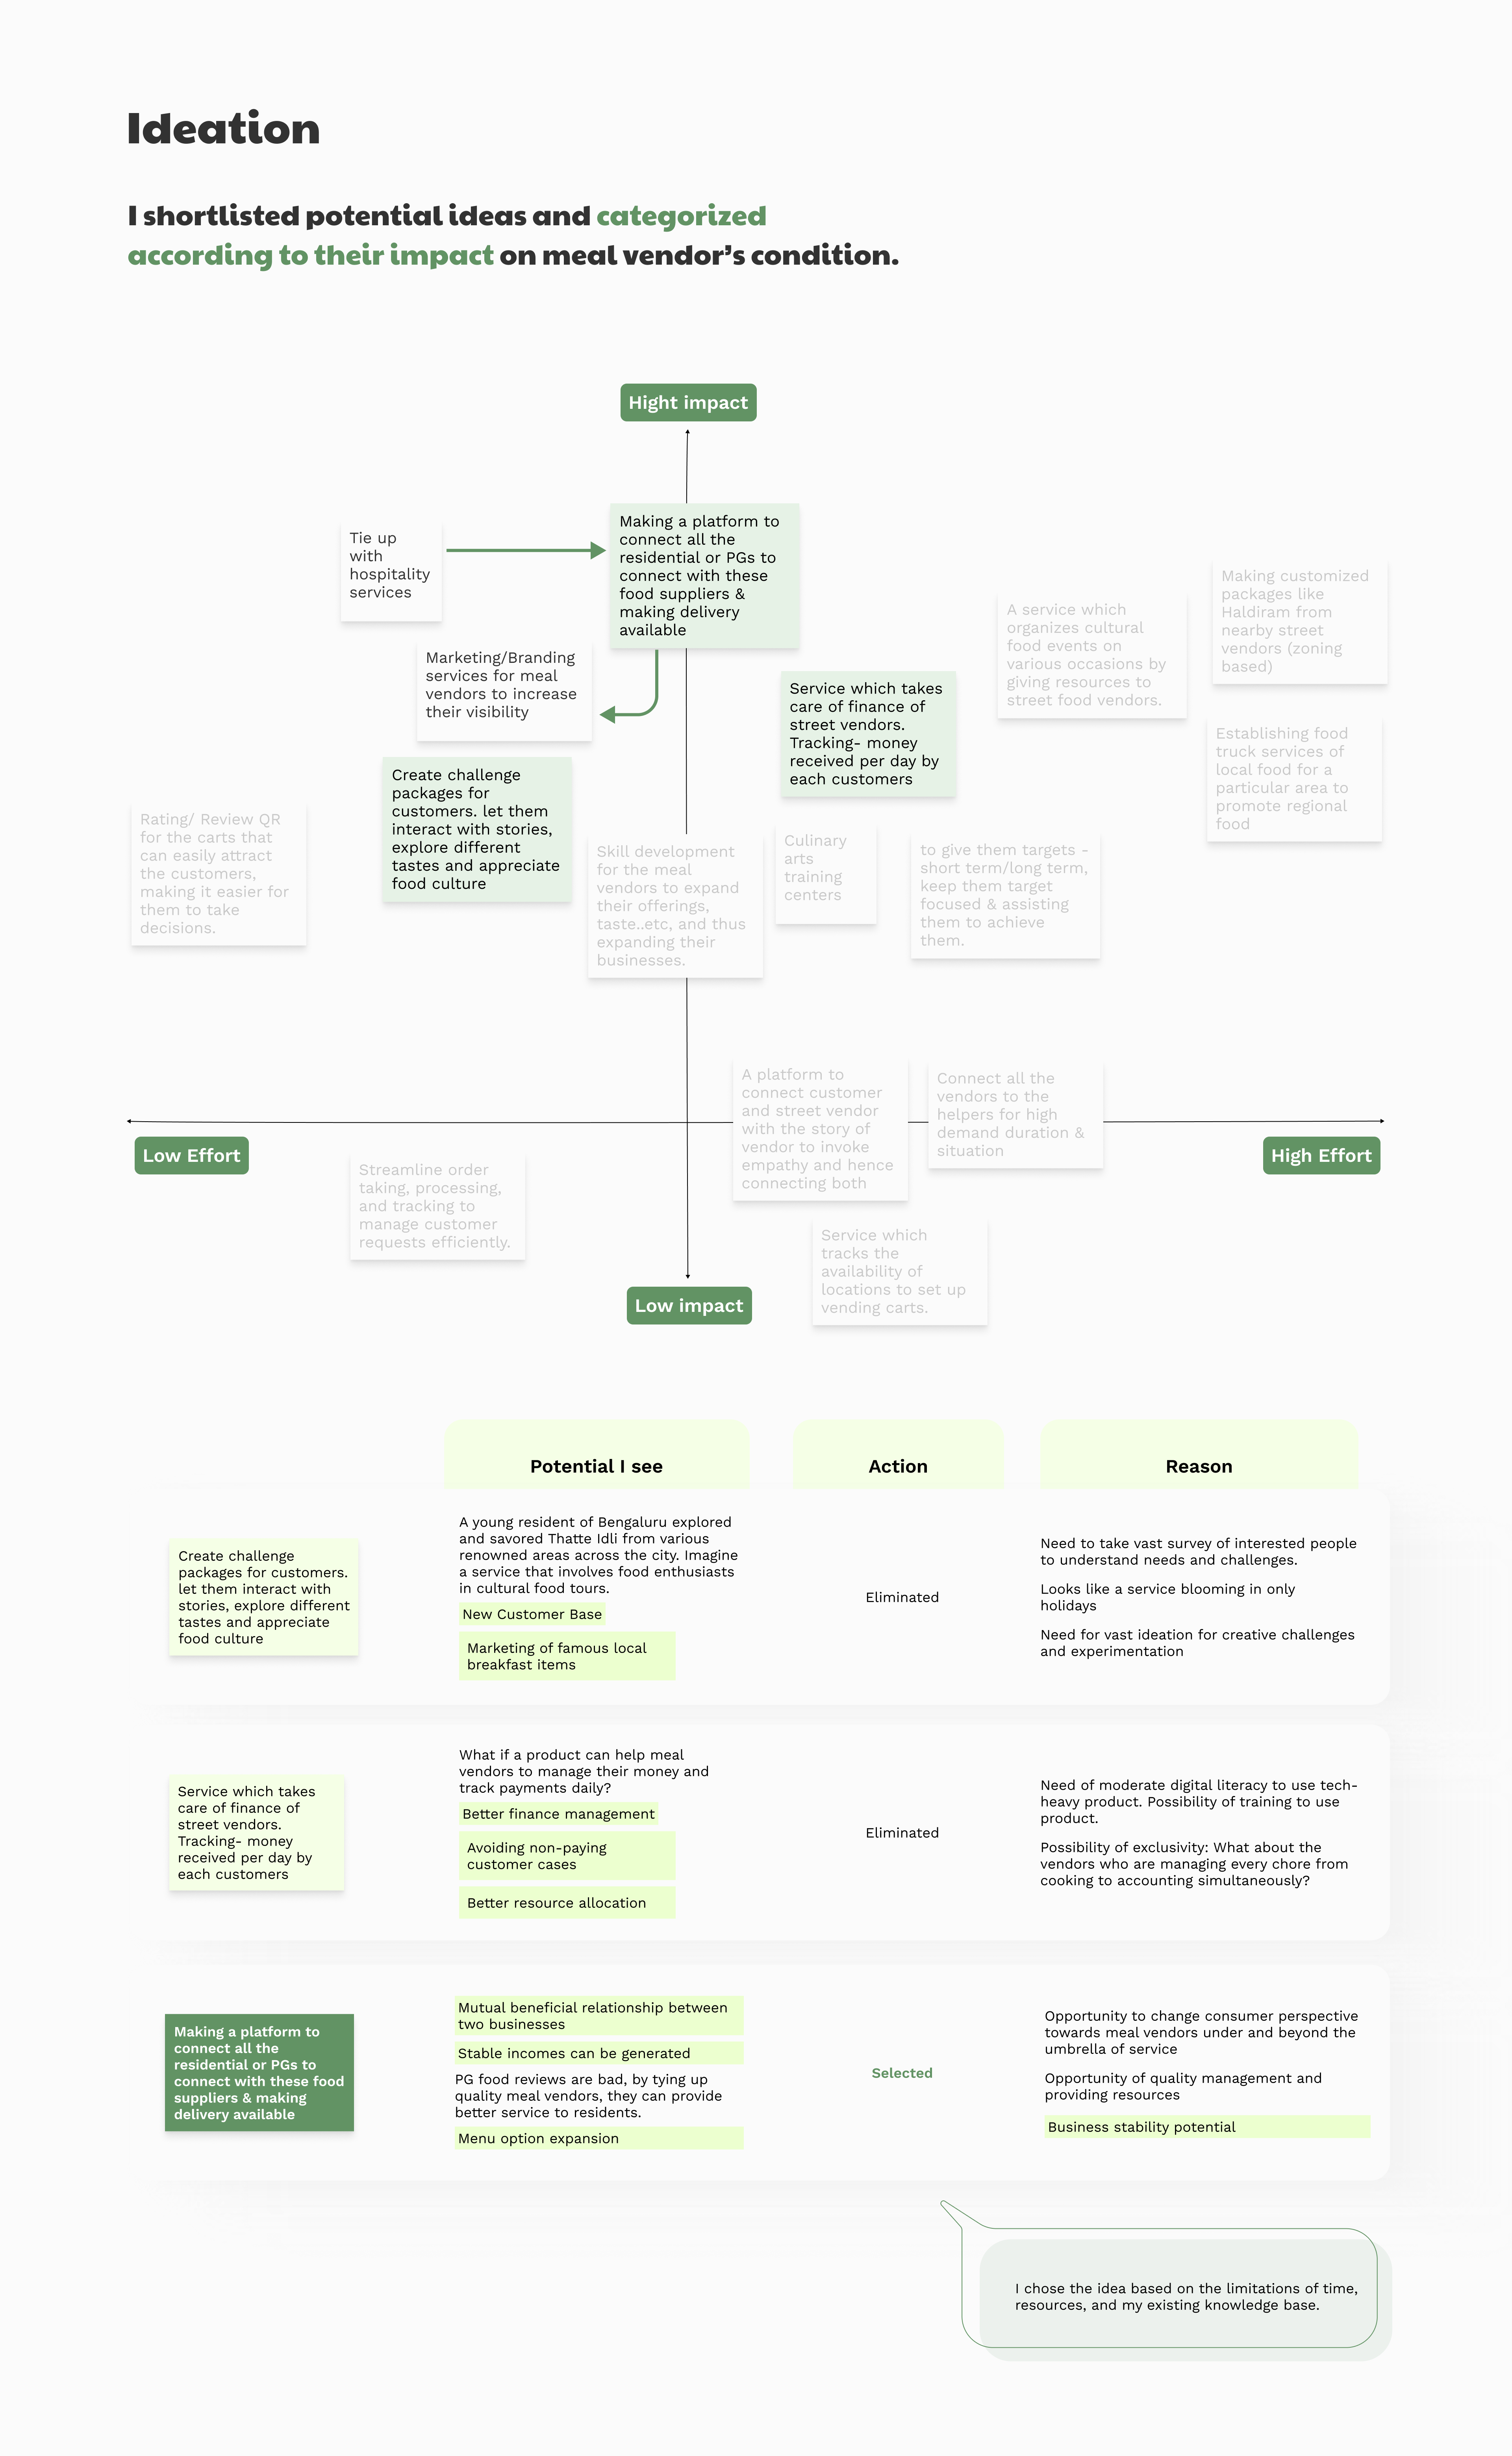 Ideation
I shortlisted potential ideas and categorized
according to their impact on meal vendor's condition.
Hight impact
Tie up
with
hospitality
services
Making a platform to
connect all the
residential or PGs to
connect with these
food suppliers &
making delivery
available
Marketing/Branding
services for meal
vendors to increase
their visibility
Service which takes
care of finance of
street vendors.
Tracking- money
received per day by
each customers
A service which
organizes cultural
food events on
various occasions by
giving resources to
street food vendors.
Making customized
packages like
Haldiram from
nearby street
vendors (zoning
based)
Establishing food
truck services of
local food for a
particular area to
promote regional
food
Rating/ Review QR
for the carts that
can easily attract
the customers,
making it easier for
them to take
decisions.
Create challenge
packages for
customers. let them
interact with stories,
explore different
tastes and appreciate
food culture
Skill development
for the meal
vendors to expand
their offerings,
taste..etc, and thus
expanding their
businesses.
Culinary
arts
training
centers
to give them targets -
short term/long term,
keep them target
focused & assisting
them to achieve
them.
A platform to
connect customer
and street vendor
with the story of
vendor to invoke
empathy and hence
connecting both
Connect all the
vendors to the
helpers for high
demand duration &
situation
Low Effort
High Effort
Streamline order
taking, processing,
and tracking to
manage customer
requests efficiently.
Service which
tracks the
availability of
locations to set up
vending carts.
Low impact
Potential I see
Action
Reason
Create challenge
packages for customers.
let them interact with
stories, explore different
tastes and appreciate
food culture
A young resident of Bengaluru explored
and savored Thatte Idli from various
renowned areas across the city. Imagine
a service that involves food enthusiasts
in cultural food tours.
New Customer Base
Marketing of famous local
breakfast items
Eliminated
Need to take vast survey of interested people
to understand needs and challenges.
Looks like a service blooming in only
holidays
Need for vast ideation for creative challenges
and experimentation
Service which takes
care of finance of
street vendors.
Tracking- money
received per day by
each customers
What if a product can help meal
vendors to manage their money and
track payments daily?
Better finance management
Avoiding non-paying
customer cases
Better resource allocation
Eliminated
Need of moderate digital literacy to use tech-
heavy product. Possibility of training to use
product.
Possibility of exclusivity: What about the
vendors who are managing every chore from
cooking to accounting simultaneously?
Making a platform to
connect all the
residential or PGs to
connect with these food
suppliers & making
delivery available
Mutual beneficial relationship between
two businesses
Stable incomes can be generated
PG food reviews are bad, by tying up
quality meal vendors, they can provide
better service to residents.
Menu option expansion
Selected
Opportunity to change consumer perspective
towards meal vendors under and beyond the
umbrella of service
Opportunity of quality management and
providing resources
Business stability potential
I chose the idea based on the limitations of time,
resources, and my existing knowledge base.